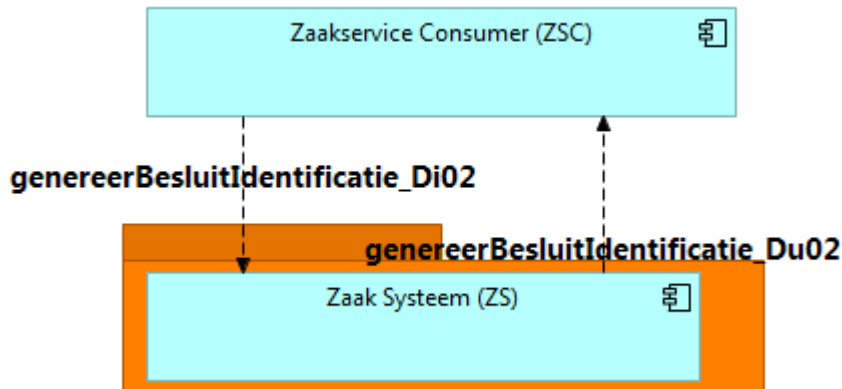 Zaakservice Consumer (ZSC)
genereerBesluitIdentificatie_Di02
genereerBesluitIdentificatie_Du02
Zaak Systeem (ZS)